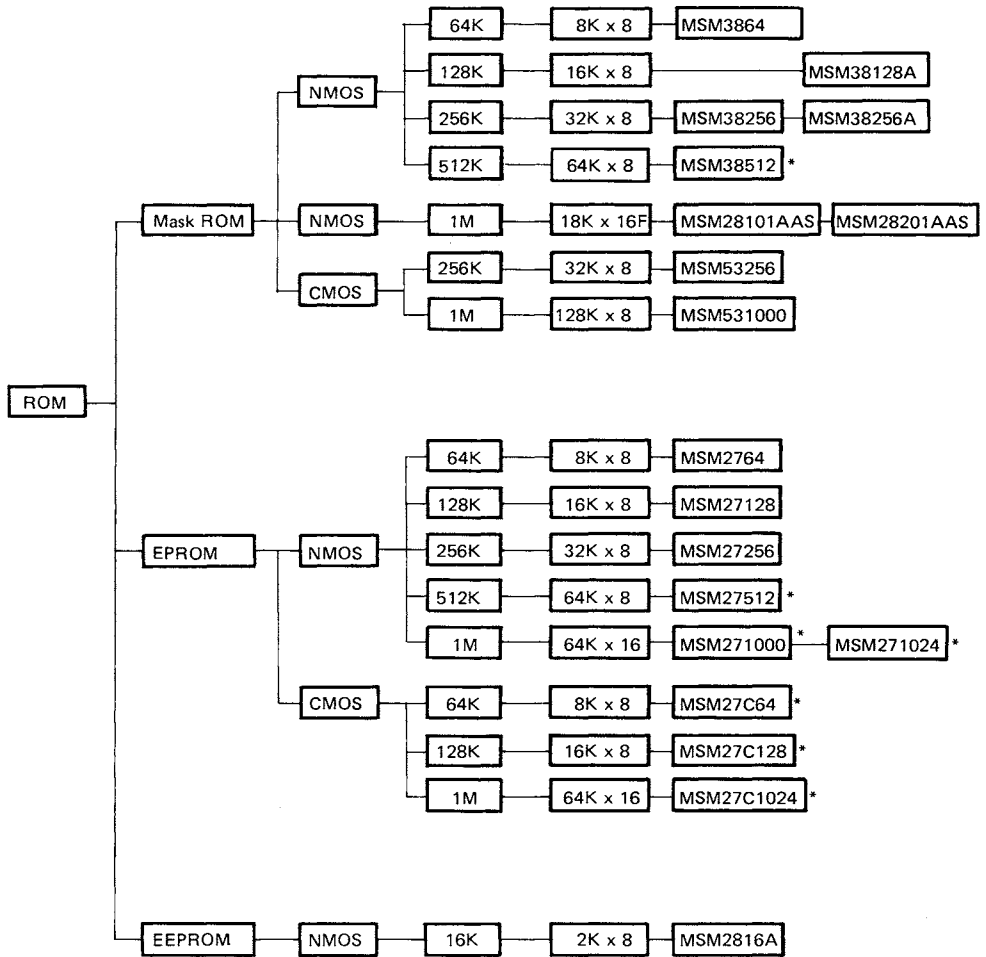 64K 8K x 8 MSM3864
128K 16K x 8 MSM38128A
NMOS
256K 32K x 8 MSM38256 MSM38256A
512K 64K x 8 MSM38512 *
Mask ROM NMOS 1M 18K x 16F MSM28101AAS MSM28201AAS
256K 32K x 8 MSM53256
CMOS
1M 128K x 8 MSM531000
ROM
64K 8K x 8 MSM2764
128K 16K x 8 MSM27128
EPROM NMOS 256K 32K x 8 MSM27256
512K 64K x 8 MSM27512 *
1M 64K x 16 MSM271000 * MSM271024 *
CMOS 64K 8K x 8 MSM27C64 *
128K 16K x 8 MSM27C128 *
1M 64K x 16 MSM27C1024 *
EEPROM NMOS 16K 2K x 8 MSM2816A